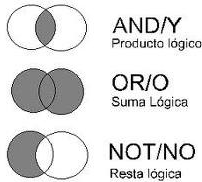 AND/Y
Producto lógico
OR/O
Suma Lógica
NOT/NO
Resta lógica